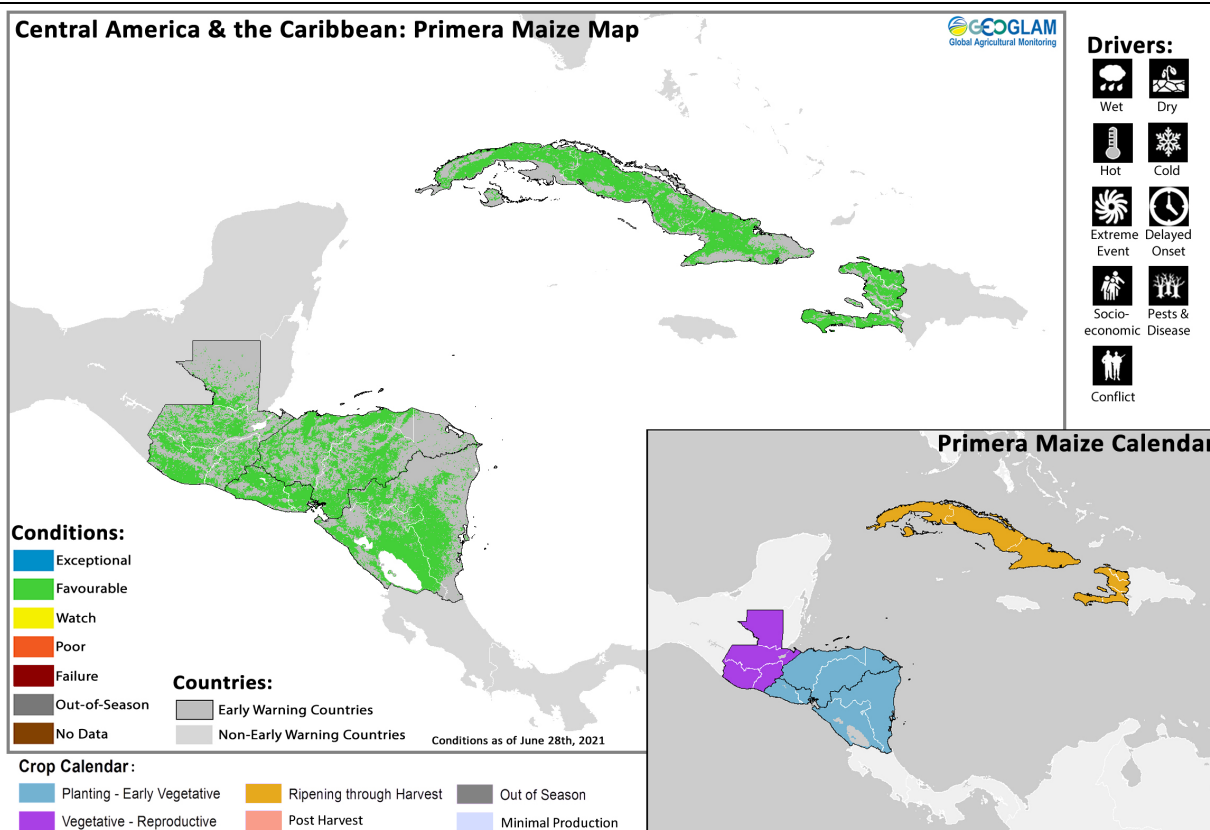 Central America & the Caribbean: Primera Maize Map
GEOGLAM
Global Agricultural Monitoring
Drivers:
Wet
Dry
Hot
Cold
Extreme Event
Delayed Onset
Socio-economic
Pests & Disease
Conflict
Conditions:
Exceptional
Favourable
Watch
Poor
Failure
Out-of-Season
No Data
Countries:
Early Warning Countries
Non-Early Warning Countries
Conditions as of June 28th, 2021
Primera Maize Calendar
Crop Calendar:
Planting - Early Vegetative
Ripening through Harvest
Out of Season
Vegetative - Reproductive
Post Harvest
Minimal Production